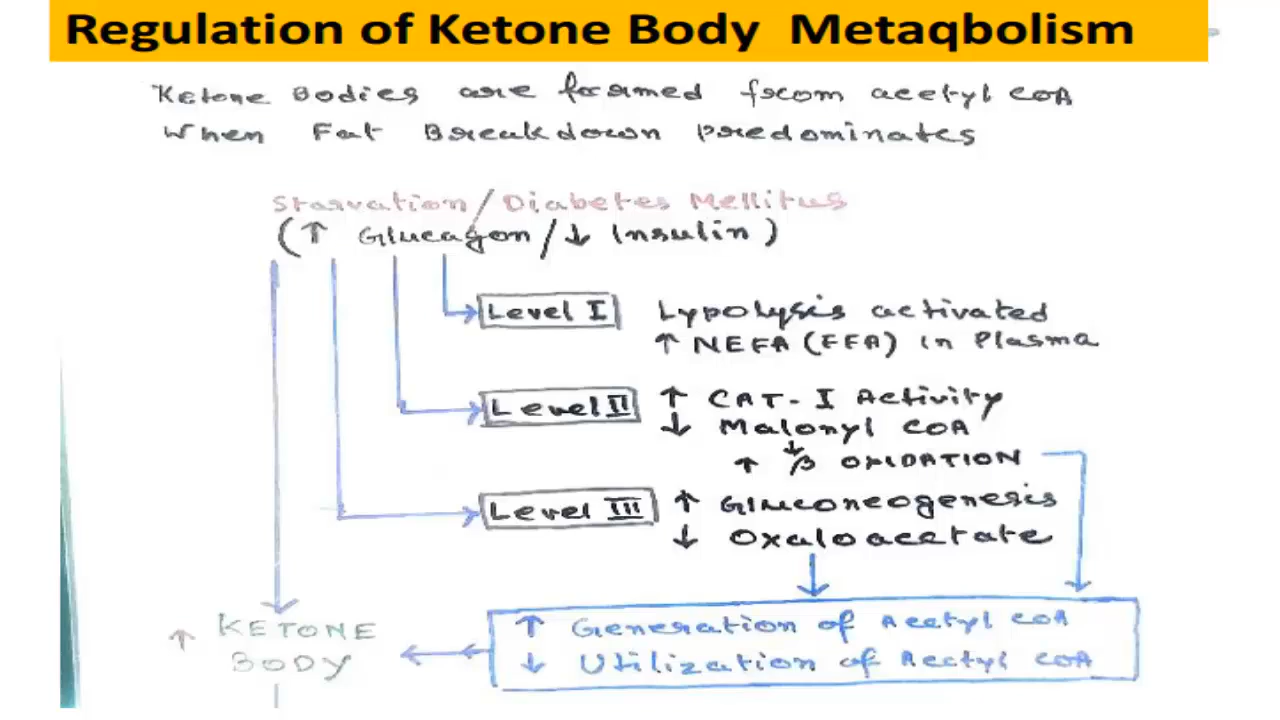 Regulation of Ketone Body Metaqbolism
Ketone Bodies are formed from acetyl COA
When Fat Breakdown Predominates
Starvation / Diabetes Mellitus
(↑ Glucagon / ↓ Insulin)
Level I Lypolysis activated
↑ NEFA (FFA) in Plasma
Level II ↑ CAT-I Activity
↓ Malonyl COA
↑ β OXIDATION
Level III ↑ Gluconeogenesis
↓ Oxaloacetate
↑ Generation of Acetyl COA
↓ Utilization of Acetyl COA
↑ KETONE
BODY